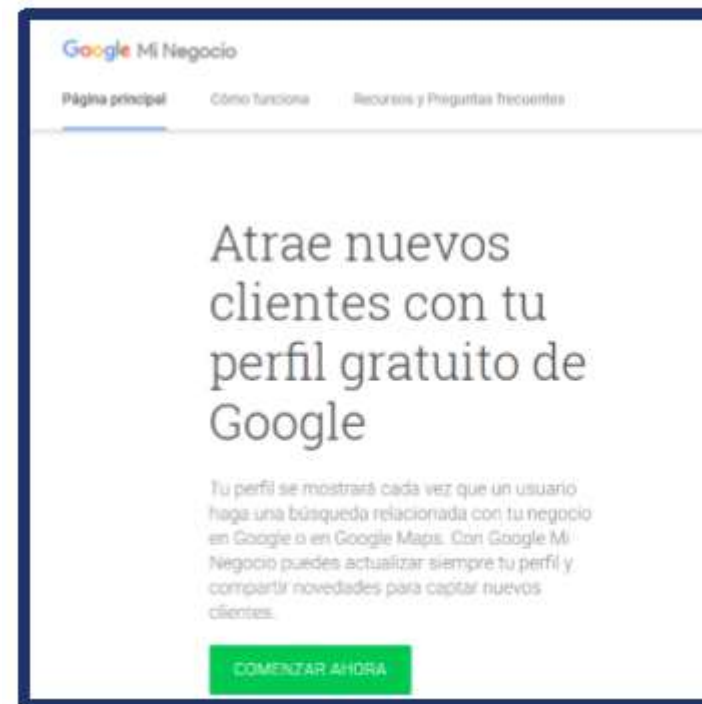 Google Mi Negocio
Página principal Cómo funciona Recursos y Preguntas frecuentes
Atrae nuevos
clientes con tu
perfil gratuito de
Google
Tu perfil se mostrará cada vez que un usuario
haga una búsqueda relacionada con tu negocio
en Google o en Google Maps. Con Google Mi
Negocio puedes actualizar siempre tu perfil y
compartir novedades para captar nuevos
clientes.
COMENZAR AHORA